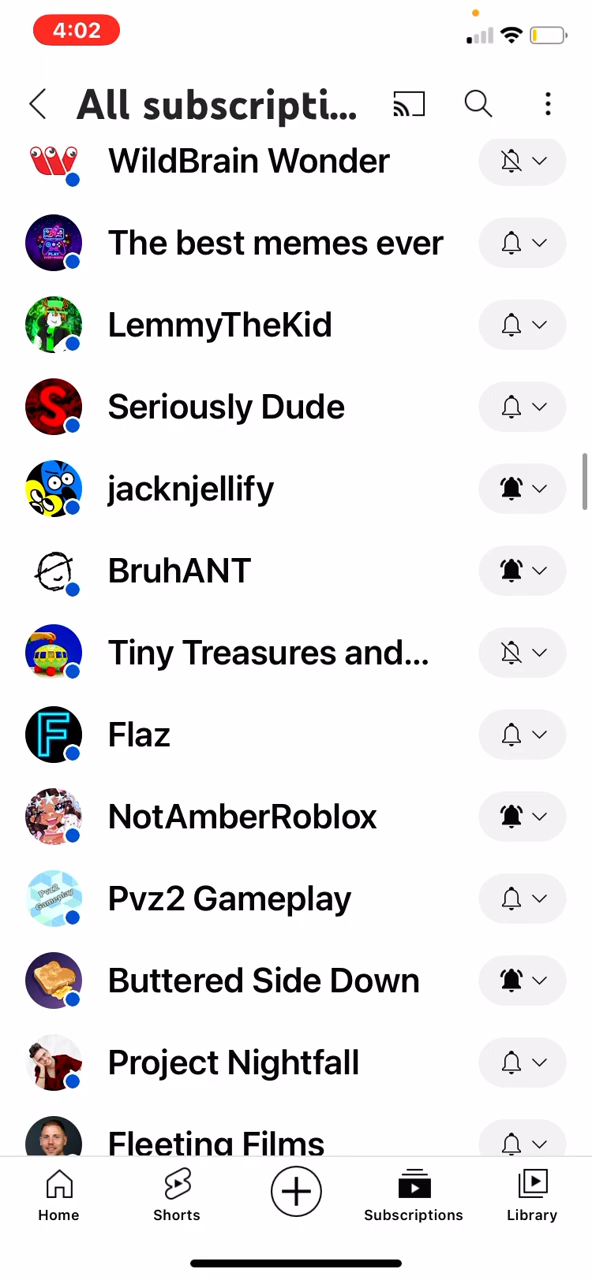 4:02
All subscripti...
WildBrain Wonder
The best memes ever
LemmyTheKid
Seriously Dude
jacknjellify
BruhANT
Tiny Treasures and...
Flaz
NotAmberRoblox
Pvz2 Gameplay
Buttered Side Down
Project Nightfall
Fleeting Films
Home
Shorts
Subscriptions
Library